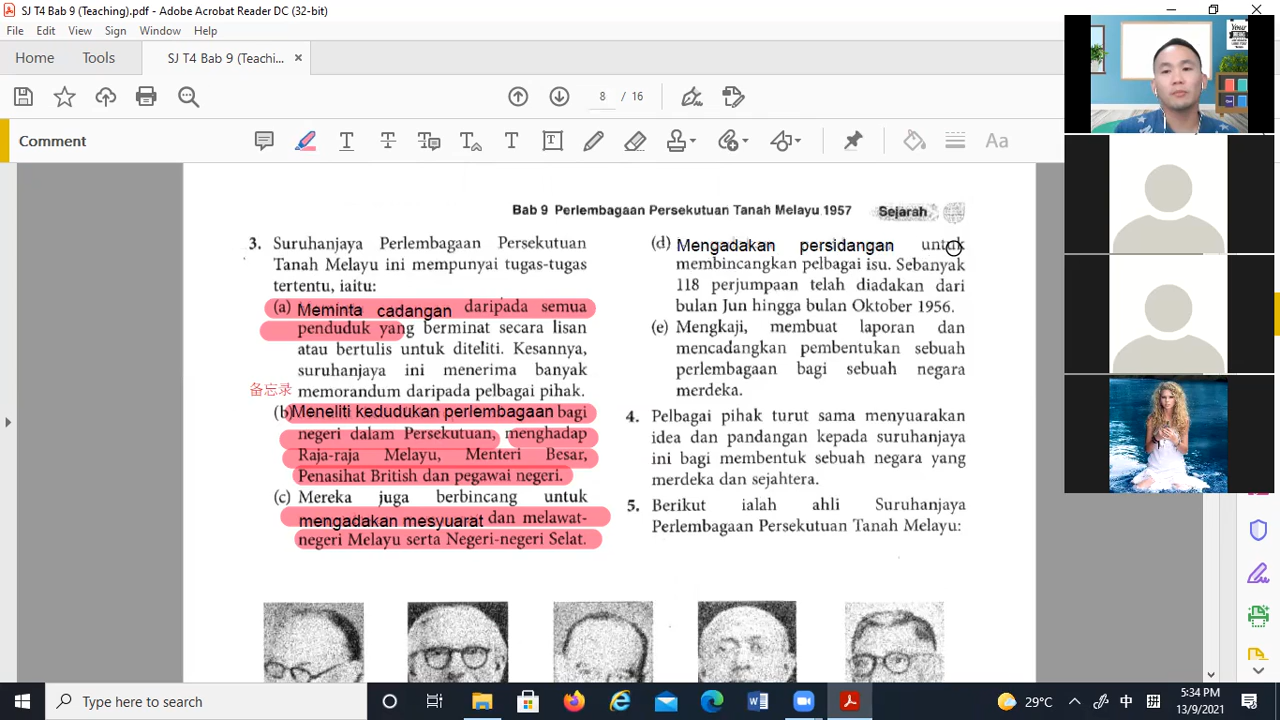 SJ T4 Bab 9 (Teaching).pdf - Adobe Acrobat Reader DC (32-bit)
File Edit View Sign Window Help
Home Tools SJ T4 Bab 9 (Teachi... ×
8 / 16
Comment
Bab 9 Perlembagaan Persekutuan Tanah Melayu 1957 Sejarah
3. Suruhanjaya Perlembagaan Persekutuan
Tanah Melayu ini mempunyai tugas-tugas
tertentu, iaitu:
(a) Meminta cadangan daripada semua
penduduk yang berminat secara lisan
atau bertulis untuk diteliti. Kesannya,
suruhanjaya ini menerima banyak
备忘录 memorandum daripada pelbagai pihak.
(b) Meneliti kedudukan perlembagaan bagi
negeri dalam Persekutuan, menghadap
Raja-raja Melayu, Menteri Besar,
Penasihat British dan pegawai negeri.
(c) Mereka juga berbincang untuk
mengadakan mesyuarat dan melawat-
negeri Melayu serta Negeri-negeri Selat.
(d) Mengadakan persidangan untuk
membincangkan pelbagai isu. Sebanyak
118 perjumpaan telah diadakan dari
bulan Jun hingga bulan Oktober 1956.
(e) Mengkaji, membuat laporan dan
mencadangkan pembentukan sebuah
perlembagaan bagi sebuah negara
merdeka.
4. Pelbagai pihak turut sama menyuarakan
idea dan pandangan kepada suruhanjaya
ini bagi membentuk sebuah negara yang
merdeka dan sejahtera.
5. Berikut ialah ahli Suruhanjaya
Perlembagaan Persekutuan Tanah Melayu:
Type here to search
29°C
中
拼
5:34 PM
13/9/2021